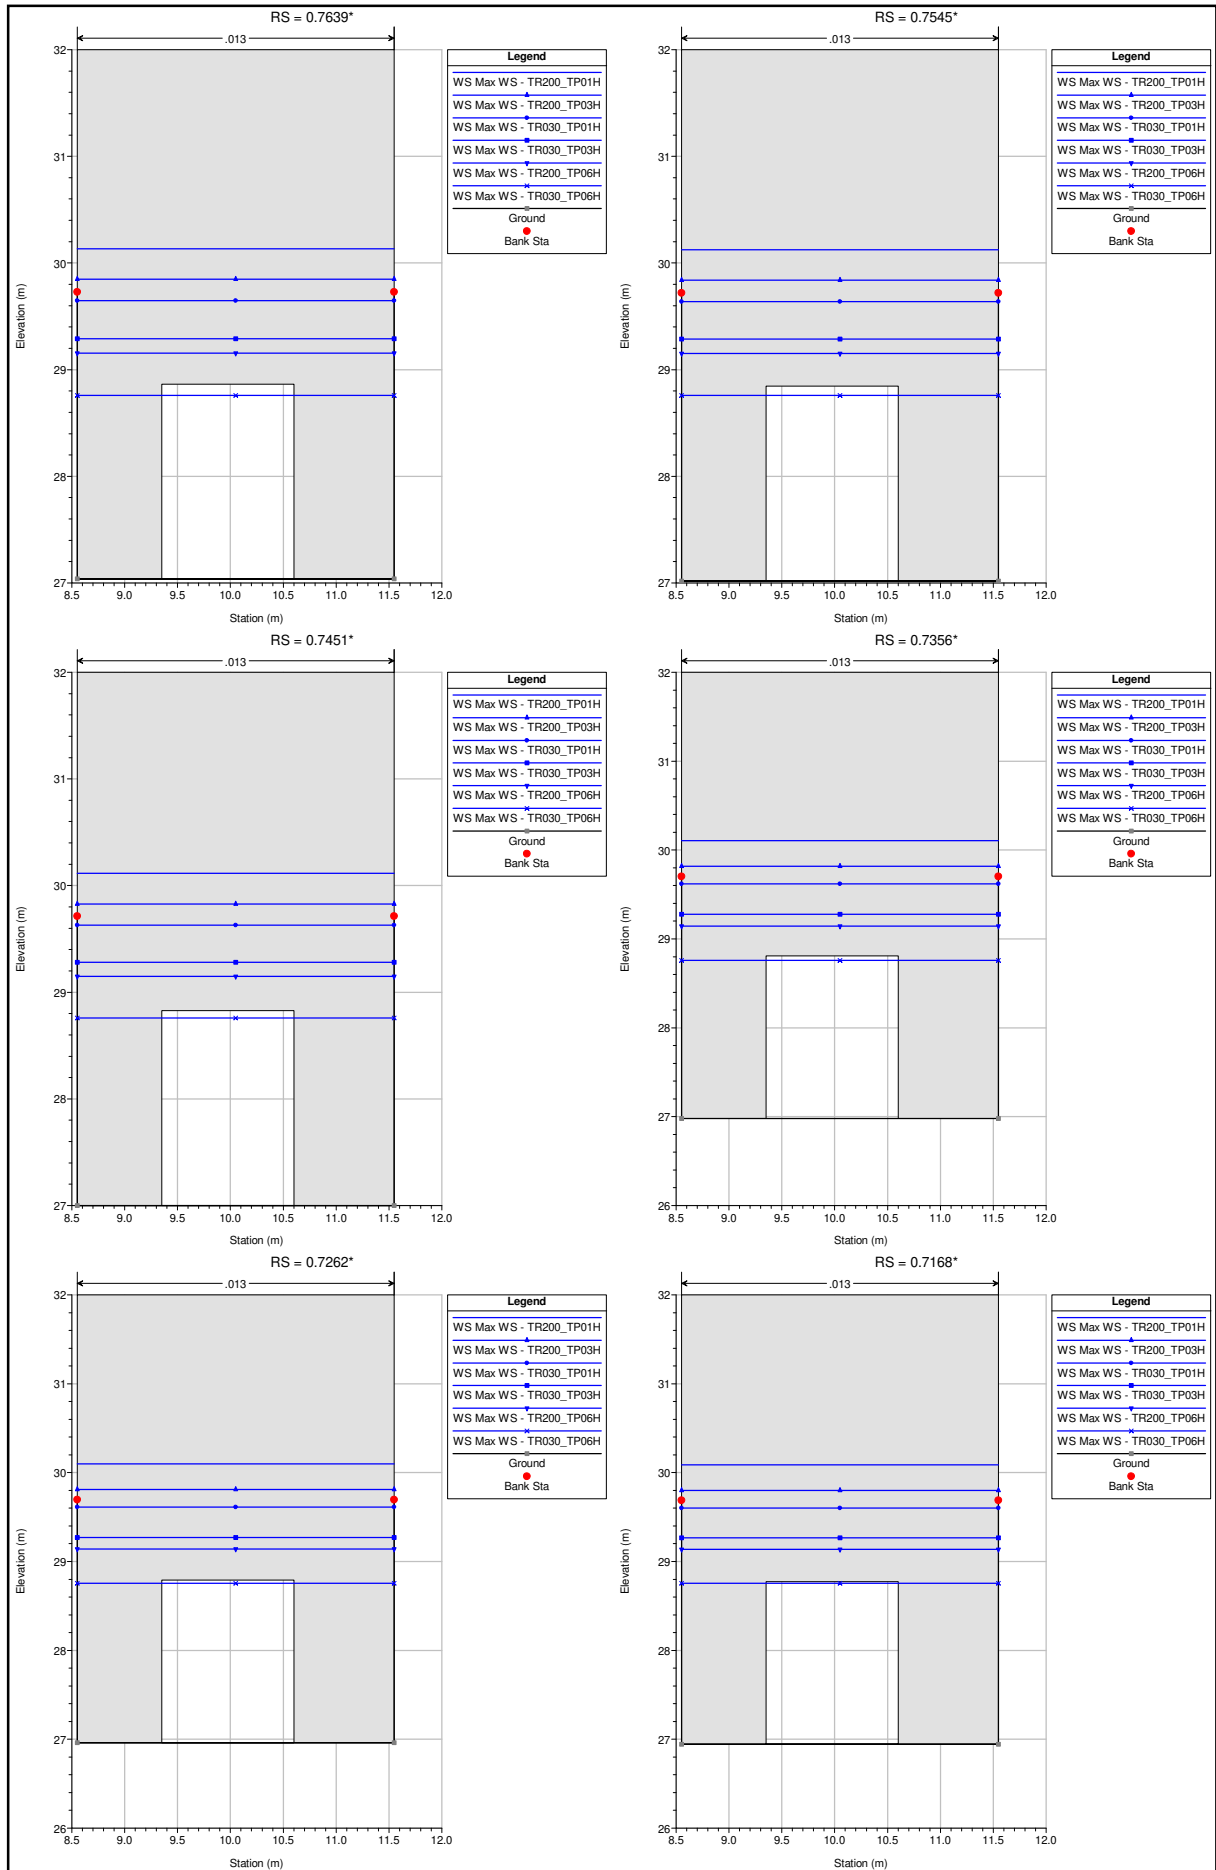 RS = 0.7639*
.013
32
31
30
29
28
27
8.5 9.0 9.5 10.0 10.5 11.0 11.5 12.0
Elevation (m)
Station (m)
Legend
WS Max WS - TR200_TP01H
WS Max WS - TR200_TP03H
WS Max WS - TR030_TP01H
WS Max WS - TR030_TP03H
WS Max WS - TR200_TP06H
WS Max WS - TR030_TP06H
Ground
Bank Sta
RS = 0.7545*
.013
32
31
30
29
28
27
8.5 9.0 9.5 10.0 10.5 11.0 11.5 12.0
Elevation (m)
Station (m)
Legend
WS Max WS - TR200_TP01H
WS Max WS - TR200_TP03H
WS Max WS - TR030_TP01H
WS Max WS - TR030_TP03H
WS Max WS - TR200_TP06H
WS Max WS - TR030_TP06H
Ground
Bank Sta
RS = 0.7451*
.013
32
31
30
29
28
27
8.5 9.0 9.5 10.0 10.5 11.0 11.5 12.0
Elevation (m)
Station (m)
Legend
WS Max WS - TR200_TP01H
WS Max WS - TR200_TP03H
WS Max WS - TR030_TP01H
WS Max WS - TR030_TP03H
WS Max WS - TR200_TP06H
WS Max WS - TR030_TP06H
Ground
Bank Sta
RS = 0.7356*
.013
32
31
30
29
28
27
26
8.5 9.0 9.5 10.0 10.5 11.0 11.5 12.0
Elevation (m)
Station (m)
Legend
WS Max WS - TR200_TP01H
WS Max WS - TR200_TP03H
WS Max WS - TR030_TP01H
WS Max WS - TR030_TP03H
WS Max WS - TR200_TP06H
WS Max WS - TR030_TP06H
Ground
Bank Sta
RS = 0.7262*
.013
32
31
30
29
28
27
26
8.5 9.0 9.5 10.0 10.5 11.0 11.5 12.0
Elevation (m)
Station (m)
Legend
WS Max WS - TR200_TP01H
WS Max WS - TR200_TP03H
WS Max WS - TR030_TP01H
WS Max WS - TR030_TP03H
WS Max WS - TR200_TP06H
WS Max WS - TR030_TP06H
Ground
Bank Sta
RS = 0.7168*
.013
32
31
30
29
28
27
26
8.5 9.0 9.5 10.0 10.5 11.0 11.5 12.0
Elevation (m)
Station (m)
Legend
WS Max WS - TR200_TP01H
WS Max WS - TR200_TP03H
WS Max WS - TR030_TP01H
WS Max WS - TR030_TP03H
WS Max WS - TR200_TP06H
WS Max WS - TR030_TP06H
Ground
Bank Sta